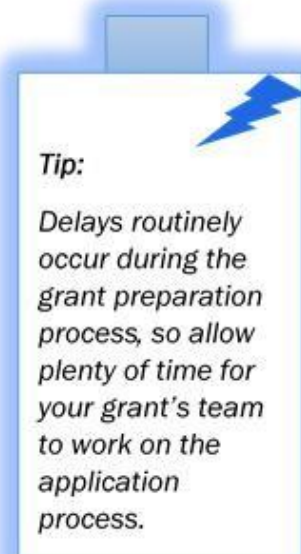 Tip:
Delays routinely
occur during the
grant preparation
process, so allow
plenty of time for
your grant's team
to work on the
application
process.